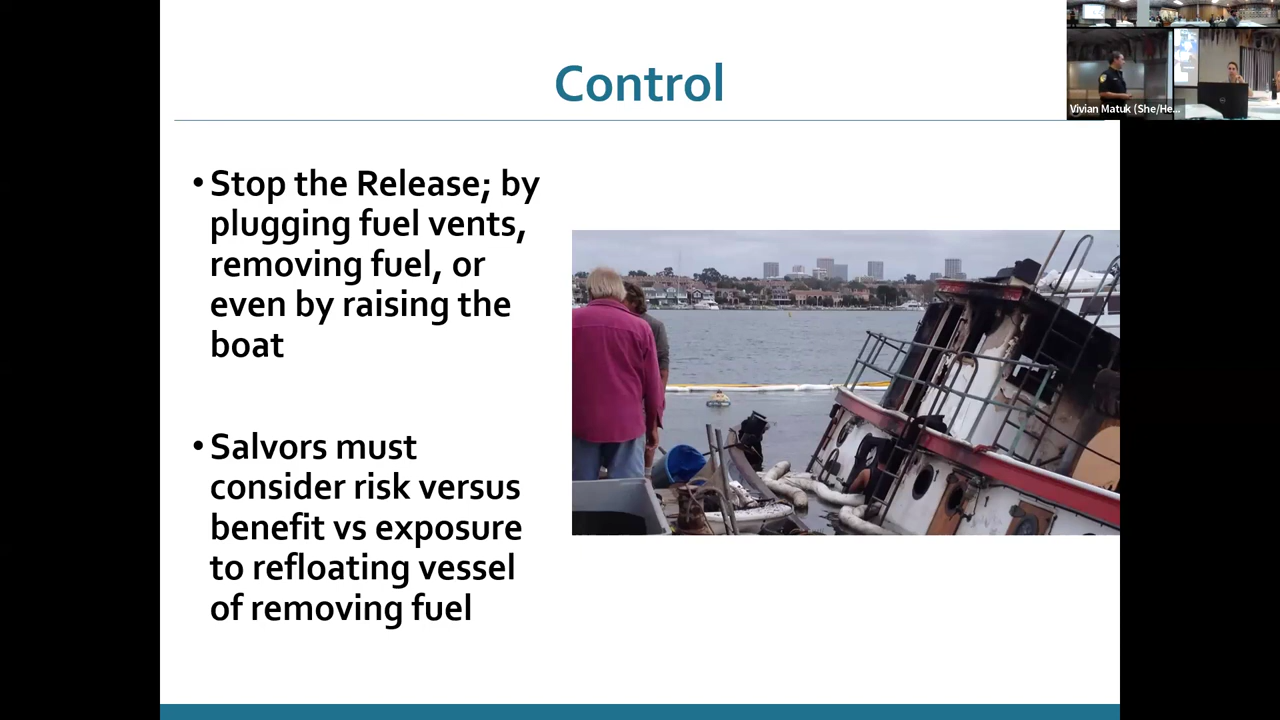 Control
Vivian Matuk (She/He...
• Stop the Release; by
plugging fuel vents,
removing fuel, or
even by raising the
boat
• Salvors must
consider risk versus
benefit vs exposure
to refloating vessel
of removing fuel